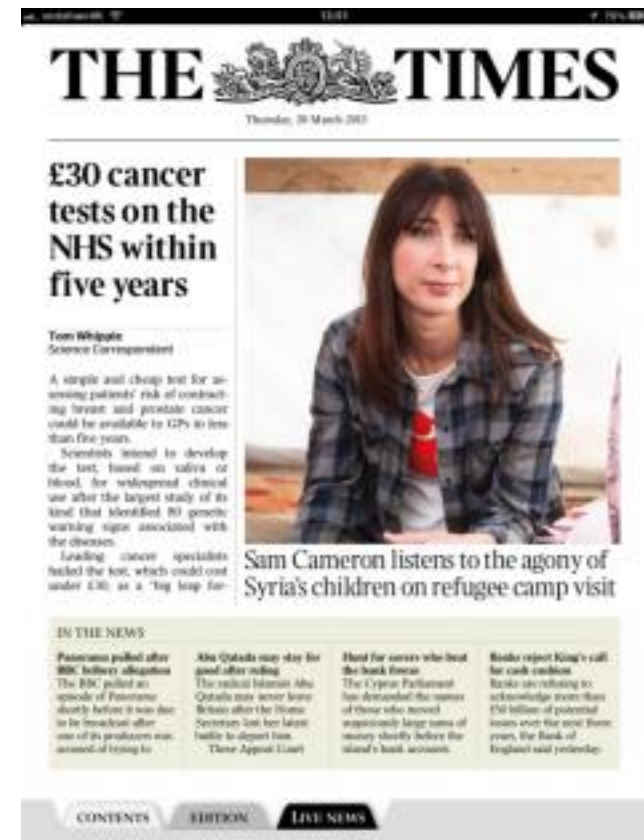 THE TIMES
Thursday, 28 March 2013
£30 cancer
tests on the
NHS within
five years
Tom Whipple
Science Correspondent
A simple and cheap test for as-
sessing patients' risk of contract-
ing breast and prostate cancer
could be available to GPs in less
than five years.
Scientists intend to develop
the test, based on saliva or
blood, for widespread clinical
use after the largest study of its
kind that identified 80 genetic
warning signs associated with
the diseases.
Leading cancer specialists
hailed the test, which could cost
under £30, as a "big leap for-
Sam Cameron listens to the agony of
Syria's children on refugee camp visit
IN THE NEWS
Panorama pulled after
BBC bribery allegation
The BBC pulled an
episode of Panorama
shortly before it was due
to be broadcast after
one of its producers was
accused of trying to
Abu Qatada may stay for
good after ruling
The radical Islamist Abu
Qatada may never leave
Britain after the Home
Secretary lost her latest
battle to deport him.
Three Appeal Court
Hunt for savers who beat
the bank freeze
The Cyprus Parliament
has demanded the names
of those who moved
suspiciously large sums of
money shortly before the
island's bank accounts
Banks reject King's call
for cash cushion
Banks are refusing to
acknowledge more than
£50 billion of potential
losses over the next three
years, the Bank of
England said yesterday.
CONTENTS
EDITION
LIVE NEWS